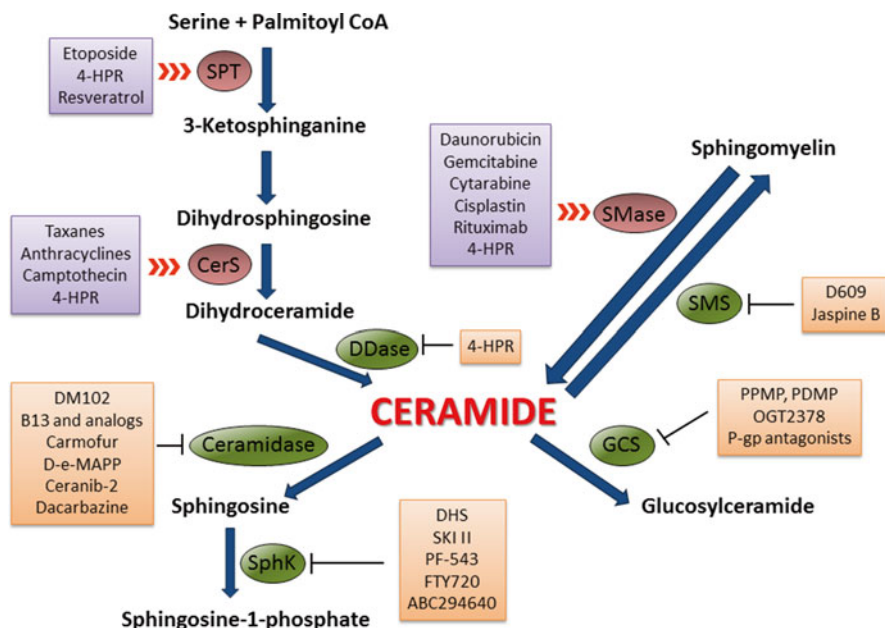 Serine + Palmitoyl CoA
Etoposide
4-HPR
Resveratrol
SPT
3-Ketosphinganine
Daunorubicin
Gemcitabine
Cytarabine
Cisplastin
Rituximab
4-HPR
SMase
Sphingomyelin
Dihydrosphingosine
Taxanes
Anthracyclines
Camptothecin
4-HPR
CerS
Dihydroceramide
SMS
D609
Jaspine B
DDase
4-HPR
CERAMIDE
DM102
B13 and analogs
Carmofur
D-e-MAPP
Ceranib-2
Dacarbazine
Ceramidase
GCS
PPMP, PDMP
OGT2378
P-gp antagonists
Sphingosine
Glucosylceramide
SphK
DHS
SKI II
PF-543
FTY720
ABC294640
Sphingosine-1-phosphate